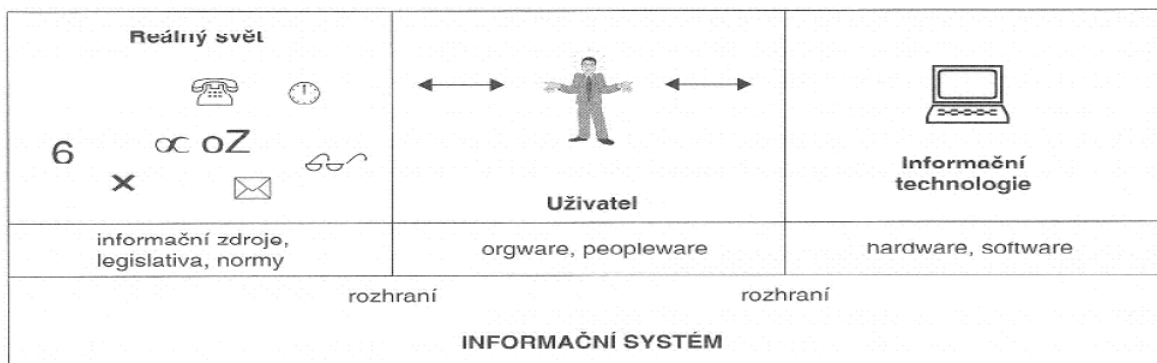 Reálný svět
6
∝ oZ
×
Uživatel
Informační
technologie
informační zdroje,
legislativa, normy
orgware, peopleware
hardware, software
rozhraní
rozhraní
INFORMAČNÍ SYSTÉM